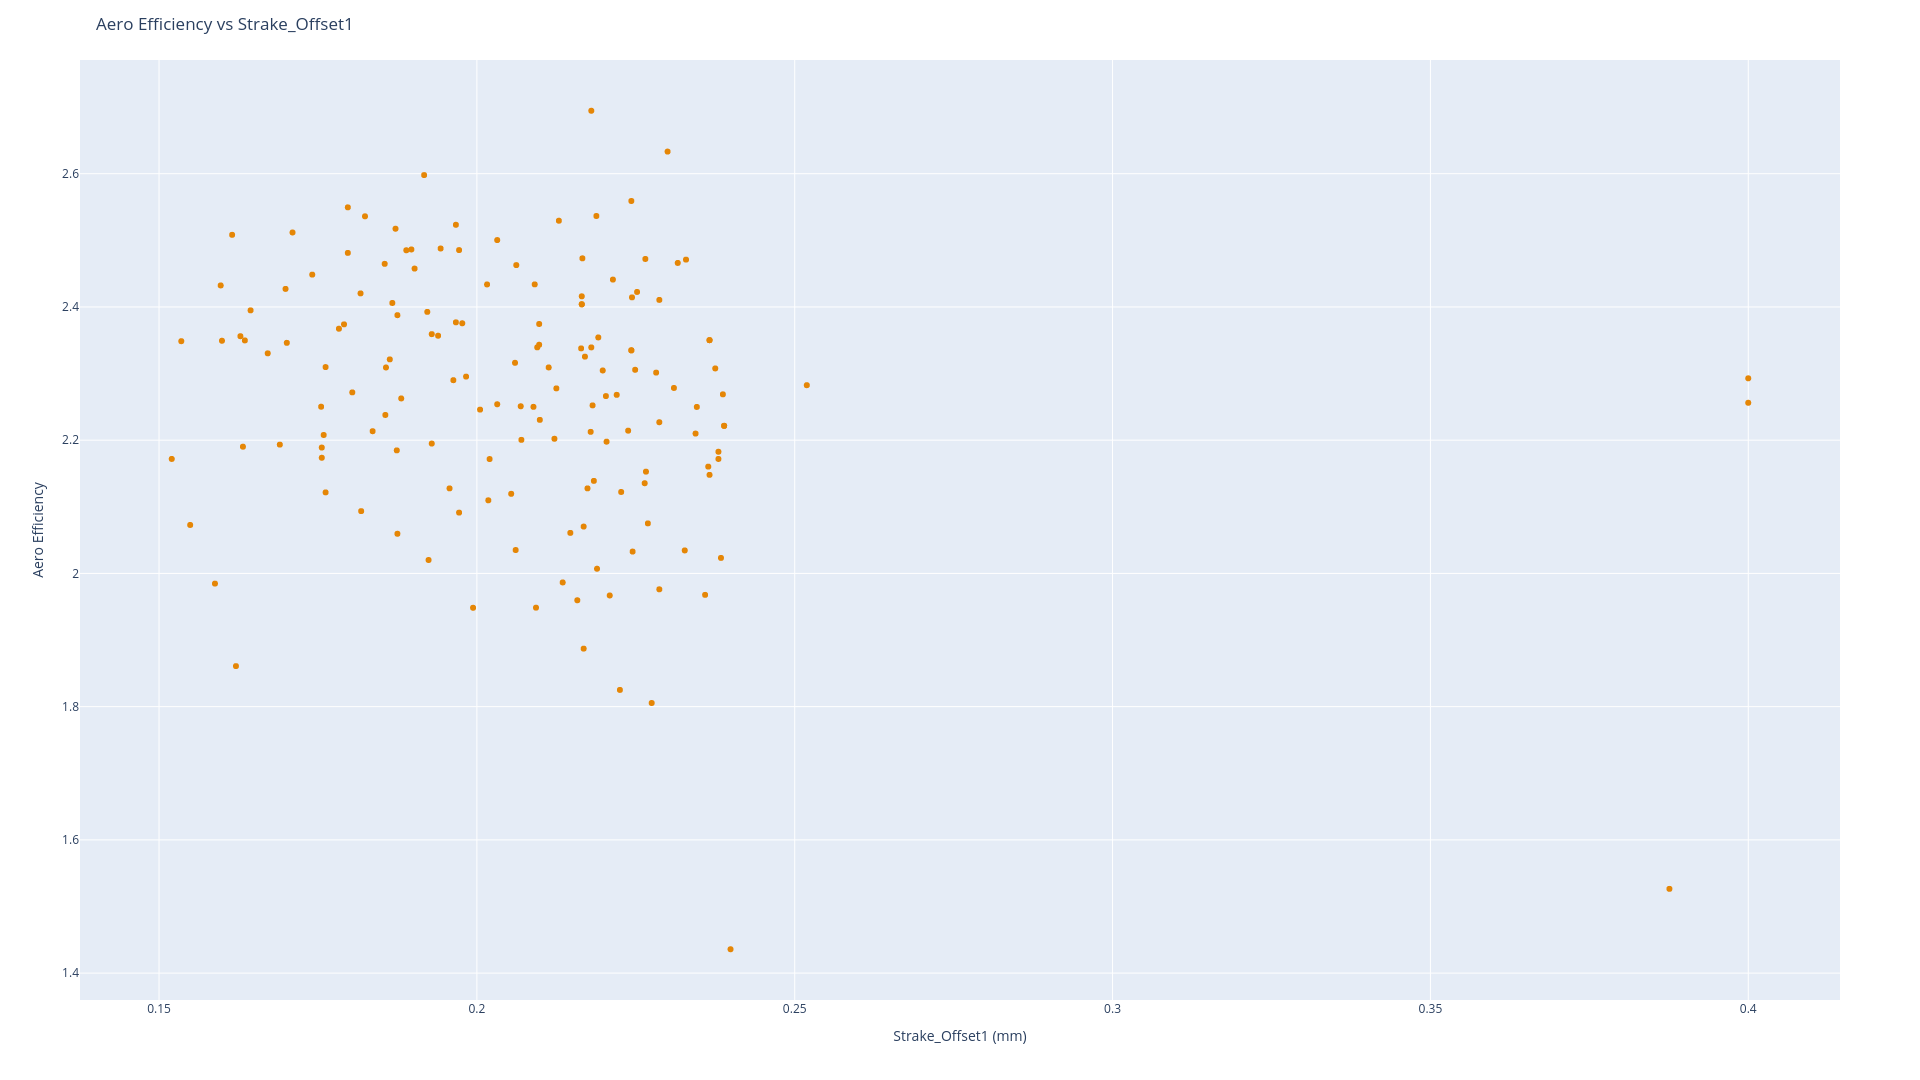 Aero Efficiency vs Strake_Offset1
2.6
2.4
2.2
2
1.8
1.6
1.4
Aero Efficiency
0.15 0.2 0.25 0.3 0.35 0.4
Strake_Offset1 (mm)